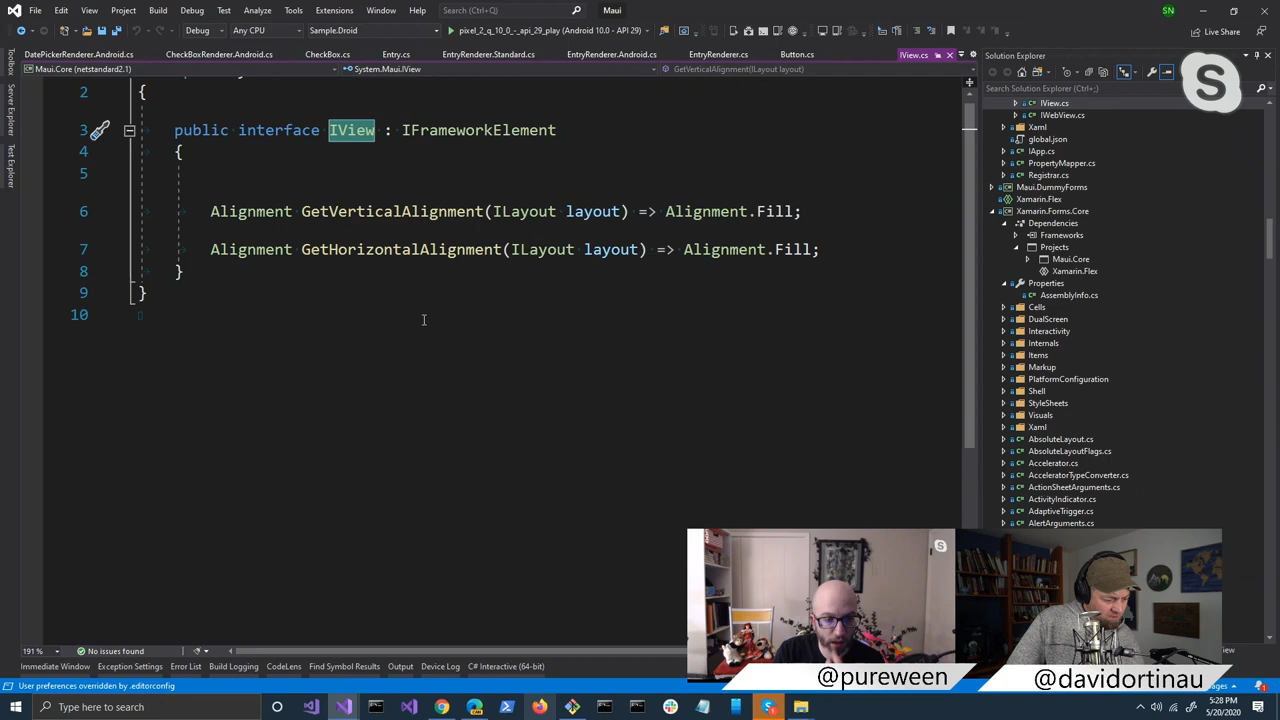 File Edit View Project Build Debug Test Analyze Tools Extensions Window Help Search (Ctrl+;) Maui SN
Debug Any CPU Sample.Droid pixel_2_q_10_0_-_api_29_play (Android 10.0 - API 29) Live Share
DatePickerRenderer.Android.cs CheckBoxRenderer.Android.cs CheckBox.cs Entry.cs EntryRenderer.Standard.cs EntryRenderer.Android.cs EntryRenderer.cs Button.cs IView.cs
Maui.Core (netstandard2.1) System.Maui.IView GetVerticalAlignment(ILayout layout)
Toolbox
Server Explorer
Test Explorer
2 {
3 public interface IView : IFrameworkElement
4 {
5
6 Alignment GetVerticalAlignment(ILayout layout) => Alignment.Fill;
7 Alignment GetHorizontalAlignment(ILayout layout) => Alignment.Fill;
8 }
9 }
10
Solution Explorer
Search Solution Explorer (Ctrl+;)
IView.cs
IWebView.cs
Xaml
global.json
IApp.cs
PropertyMapper.cs
Registrar.cs
Maui.DummyForms
Xamarin.Flex
Xamarin.Forms.Core
Dependencies
Frameworks
Projects
Maui.Core
Xamarin.Flex
Properties
AssemblyInfo.cs
Cells
DualScreen
Interactivity
Internals
Items
Markup
PlatformConfiguration
Shell
StyleSheets
Visuals
Xaml
AbsoluteLayout.cs
AbsoluteLayoutFlags.cs
Accelerator.cs
AcceleratorTypeConverter.cs
ActionSheetArguments.cs
ActivityIndicator.cs
AdaptiveTrigger.cs
AlertArguments.cs
@pureween
@davidortinau
191 % No issues found
Immediate Window Exception Settings Error List Build Logging CodeLens Find Symbol Results Output Device Log C# Interactive (64-bit)
User preferences overridden by .editorconfig
Type here to search
5:28 PM
5/20/2020